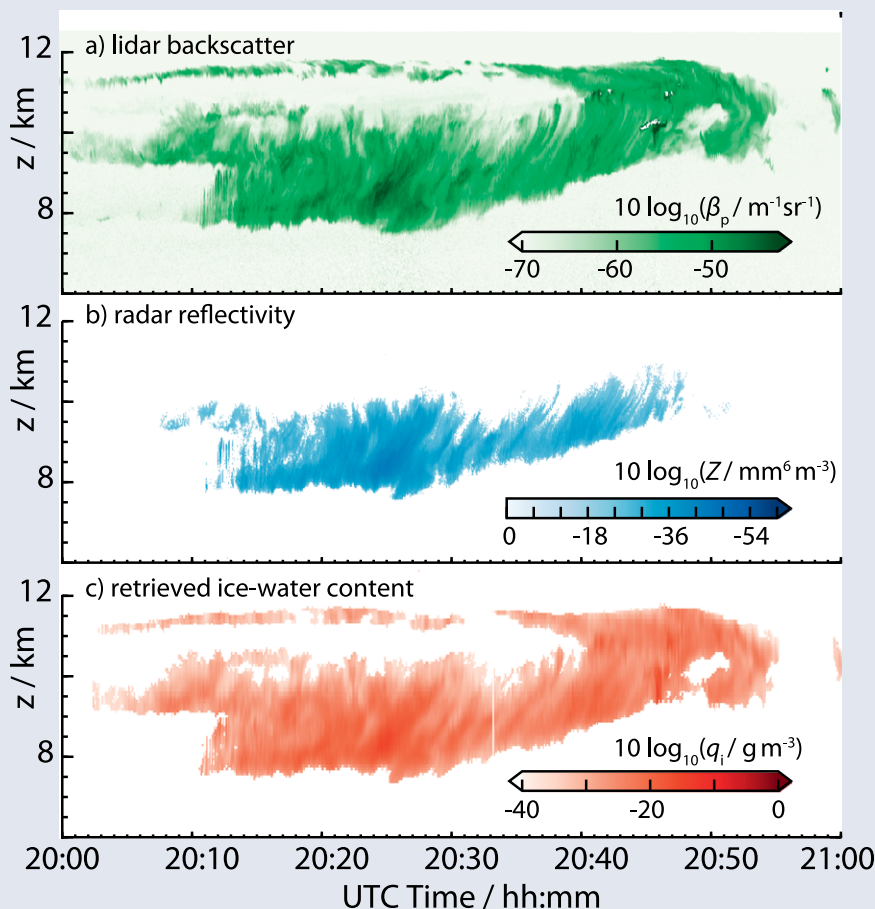 a) lidar backscatter
12
z / km
8
10 log10(βp / m-1sr-1)
-70 -60 -50
b) radar reflectivity
12
z / km
8
10 log10(Z / mm6 m-3)
0 -18 -36 -54
c) retrieved ice-water content
12
z / km
8
10 log10(qi / g m-3)
-40 -20 0
20:00 20:10 20:20 20:30 20:40 20:50 21:00
UTC Time / hh:mm